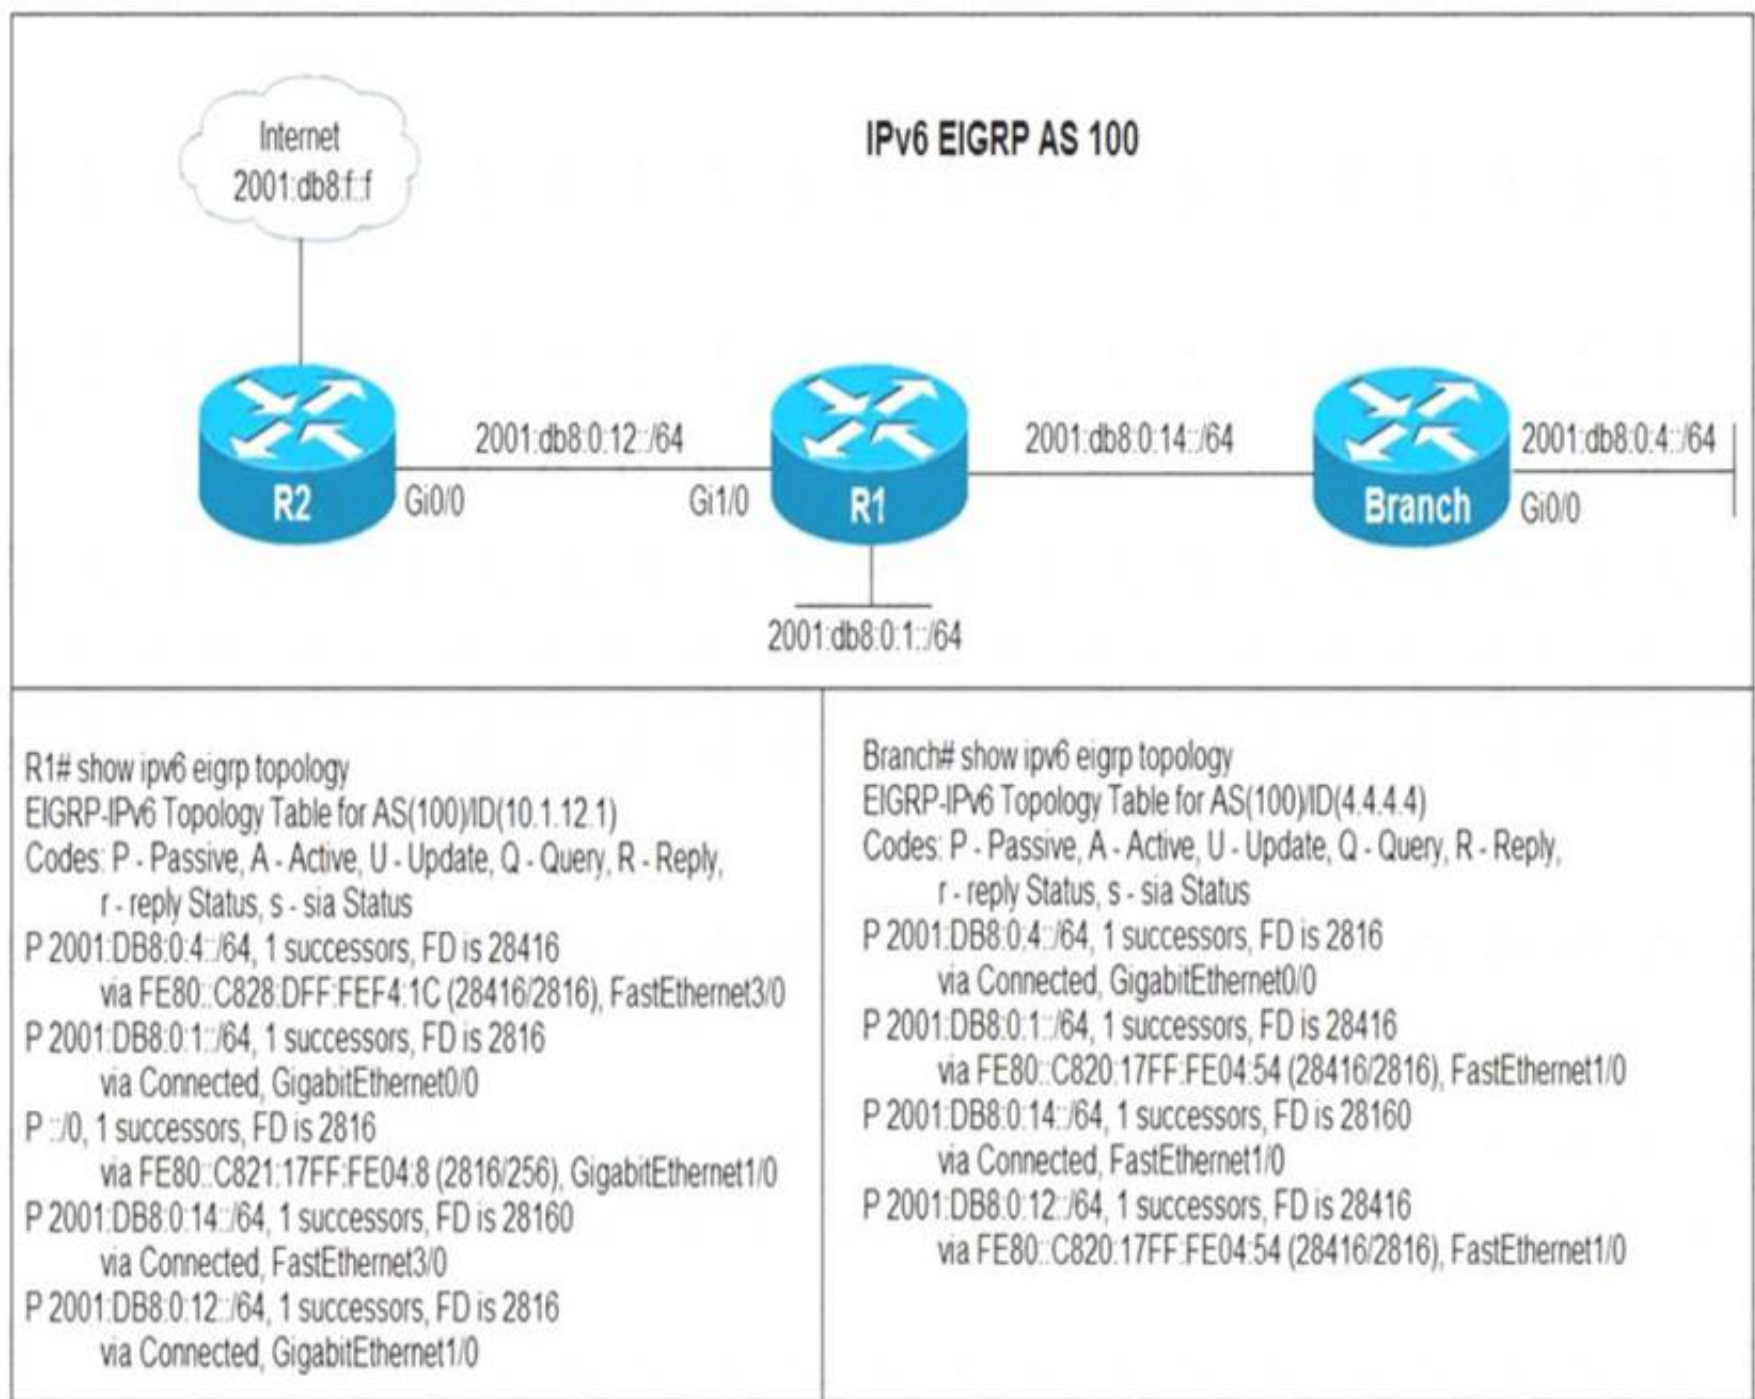 Internet
2001:db8:f::f
IPv6 EIGRP AS 100
2001:db8:0:12::/64
2001:db8:0:14::/64
2001:db8:0:4::/64
R2
Gi0/0
Gi1/0
R1
Branch
Gi0/0
2001:db8:0:1::/64
R1# show ipv6 eigrp topology
EIGRP-IPv6 Topology Table for AS(100)/ID(10.1.12.1)
Codes: P - Passive, A - Active, U - Update, Q - Query, R - Reply,
r - reply Status, s - sia Status
P 2001:DB8:0:4::/64, 1 successors, FD is 28416
via FE80::C828:DFF:FEF4:1C (28416/2816), FastEthernet3/0
P 2001:DB8:0:1::/64, 1 successors, FD is 2816
via Connected, GigabitEthernet0/0
P ::/0, 1 successors, FD is 2816
via FE80::C821:17FF:FE04:8 (2816/256), GigabitEthernet1/0
P 2001:DB8:0:14::/64, 1 successors, FD is 28160
via Connected, FastEthernet3/0
P 2001:DB8:0:12::/64, 1 successors, FD is 2816
via Connected, GigabitEthernet1/0
Branch# show ipv6 eigrp topology
EIGRP-IPv6 Topology Table for AS(100)/ID(4.4.4.4)
Codes: P - Passive, A - Active, U - Update, Q - Query, R - Reply,
r - reply Status, s - sia Status
P 2001:DB8:0:4::/64, 1 successors, FD is 2816
via Connected, GigabitEthernet0/0
P 2001:DB8:0:1::/64, 1 successors, FD is 28416
via FE80::C820:17FF:FE04:54 (28416/2816), FastEthernet1/0
P 2001:DB8:0:14::/64, 1 successors, FD is 28160
via Connected, FastEthernet1/0
P 2001:DB8:0:12::/64, 1 successors, FD is 28416
via FE80::C820:17FF:FE04:54 (28416/2816), FastEthernet1/0